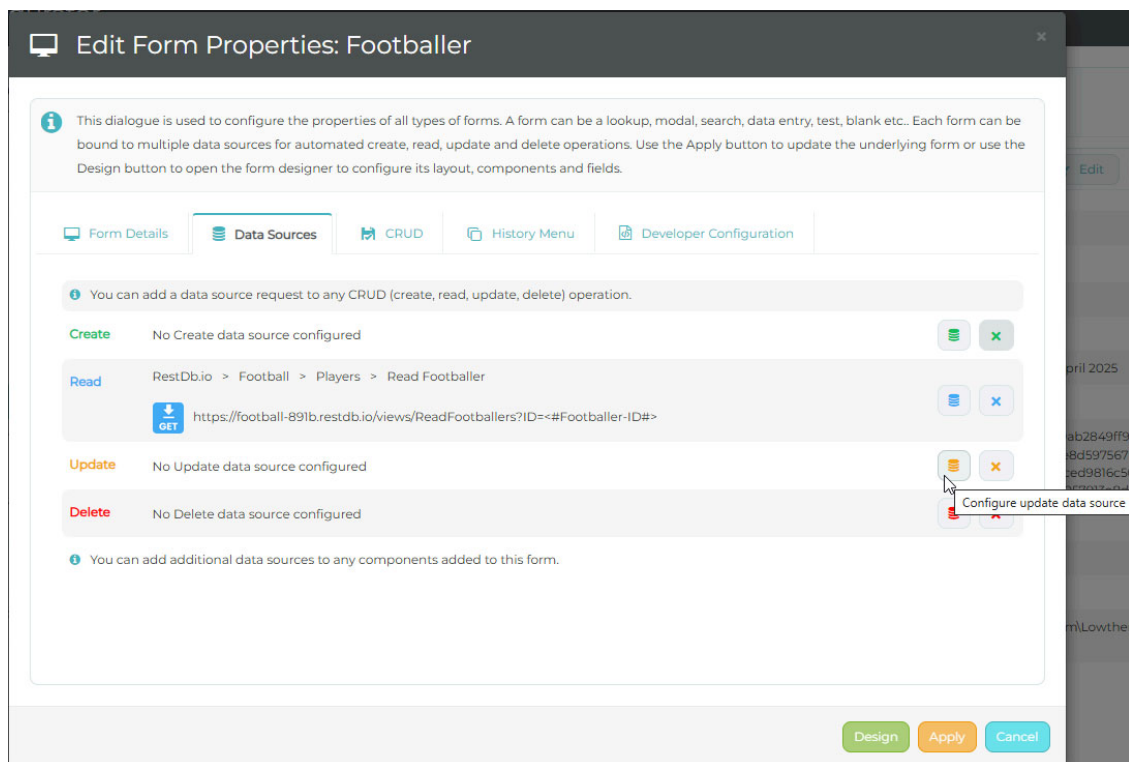 Edit Form Properties: Footballer
×
This dialogue is used to configure the properties of all types of forms. A form can be a lookup, modal, search, data entry, test, blank etc.. Each form can be
bound to multiple data sources for automated create, read, update and delete operations. Use the Apply button to update the underlying form or use the
Design button to open the form designer to configure its layout, components and fields.
Edit
Form Details
Data Sources
CRUD
History Menu
Developer Configuration
You can add a data source request to any CRUD (create, read, update, delete) operation.
Create No Create data source configured
pril 2025
Read RestDb.io > Football > Players > Read Footballer
GET https://football-891b.restdb.io/views/ReadFootballers?ID=<#Footballer-ID#>
ab2849ff9
e8d597567
Update No Update data source configured
ced9816c5
Configure update data source
Delete No Delete data source configured
You can add additional data sources to any components added to this form.
m\Lowthe
Design Apply Cancel